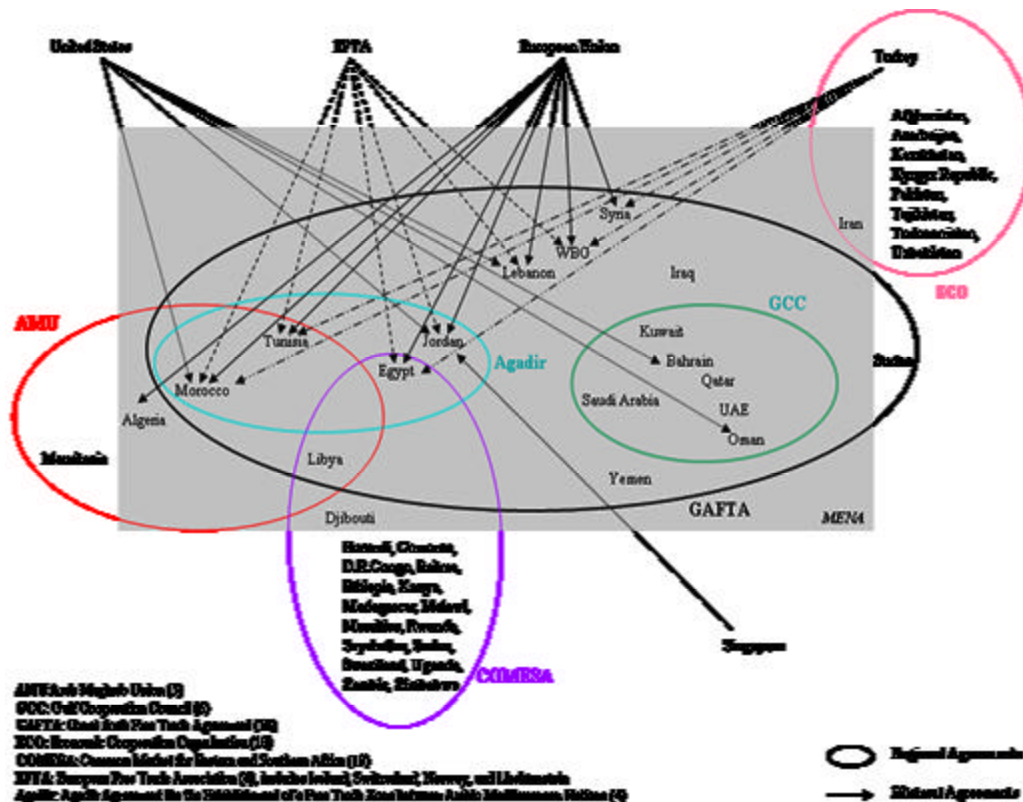 United States
EFTA
European Union
Turkey
Afghanistan,
Azerbaijan,
Kazakhstan,
Kyrgyz Republic,
Pakistan,
Tajikistan,
Turkmenistan,
Uzbekistan
Iran
ECO
Syria
WBG
Lebanon
Iraq
GCC
AMU
Kuwait
Tunisia
Jordan
Agadir
Bahrain
Sudan
Egypt
Qatar
Morocco
Saudi Arabia
UAE
Algeria
Oman
Mauritania
Libya
Yemen
GAFTA
Djibouti
MENA
Burundi, Comoros,
D.R.Congo, Eritrea,
Ethiopia, Kenya,
Madagascar, Malawi,
Mauritius, Rwanda,
Seychelles, Sudan,
Swaziland, Uganda,
Zambia, Zimbabwe
Singapore
COMESA
AMU: Arab Maghreb Union (5)
GCC: Gulf Cooperation Council (6)
GAFTA: Great Arab Free Trade Agreement
ECO: Economic Cooperation Organization (10)
COMESA: Common Market for Eastern and Southern Africa (19)
EFTA: European Free Trade Association (4), includes Iceland, Switzerland, Norway, and Liechtenstein
Agadir: Agadir Agreement for the Establishment of a Free Trade Zone between Arabic Mediterranean Nations (4)
Regional Agreements
Bilateral Agreements